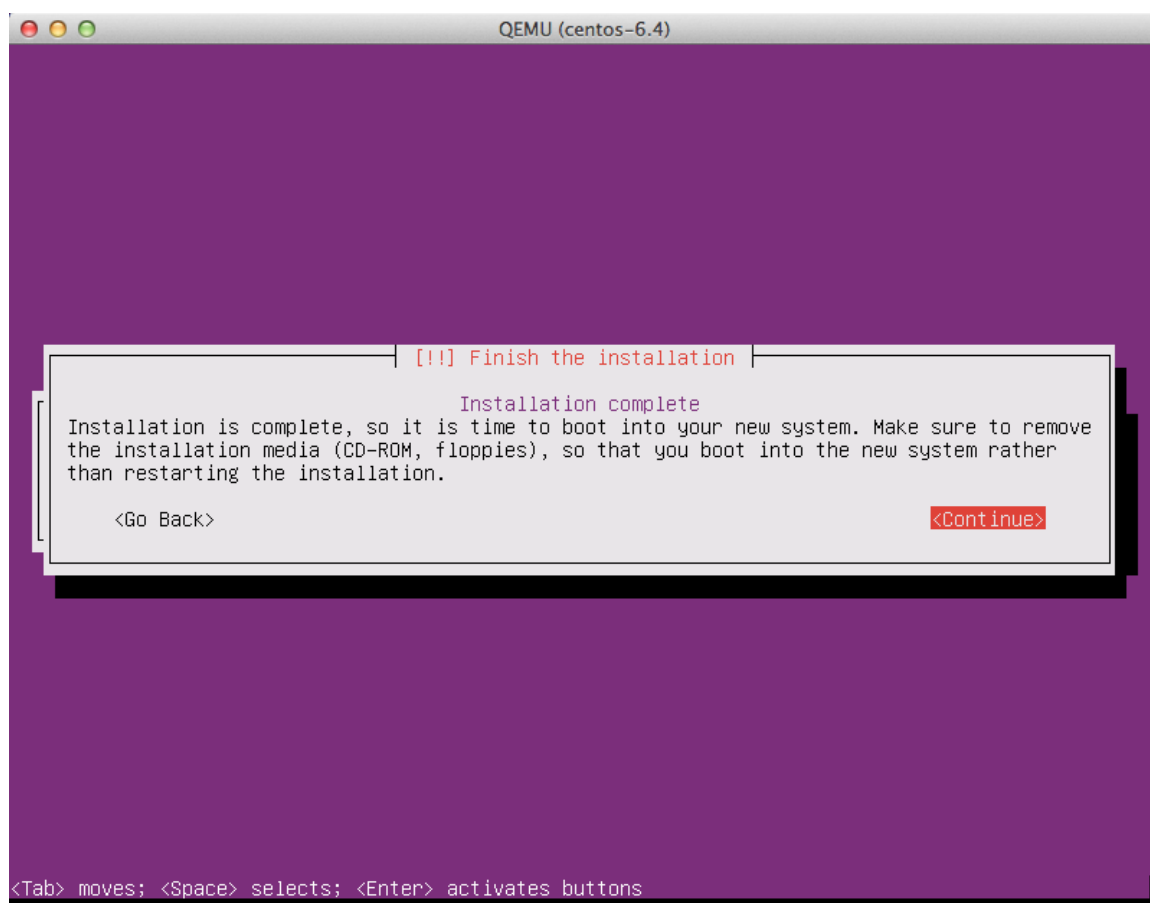 QEMU (centos-6.4)
[!!] Finish the installation
Installation complete
Installation is complete, so it is time to boot into your new system. Make sure to remove
the installation media (CD-ROM, floppies), so that you boot into the new system rather
than restarting the installation.
<Go Back> <Continue>
<Tab> moves; <Space> selects; <Enter> activates buttons